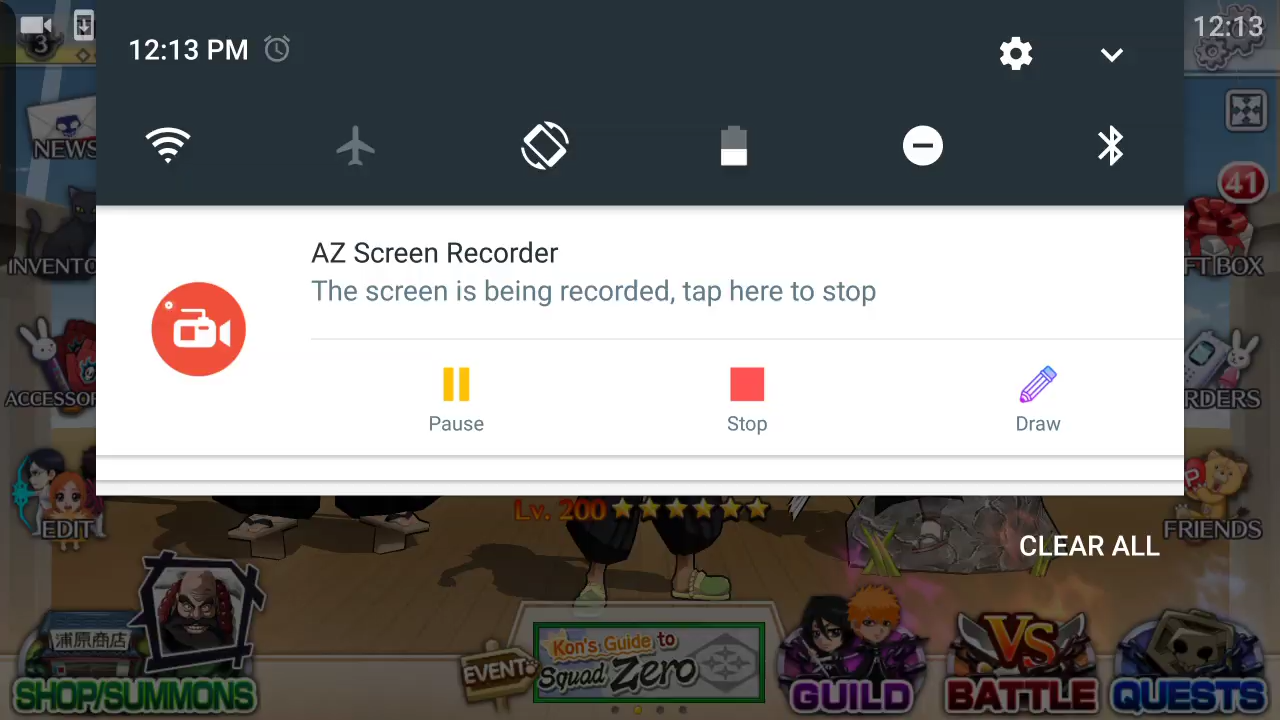 12:13
3
12:13 PM
NEWS
41
AZ Screen Recorder
The screen is being recorded, tap here to stop
INVENTO
FT BOX
Pause
Stop
Draw
ACCESSOR
RDERS
Lv. 200
EDIT
FRIENDS
CLEAR ALL
浦原商店
Kon's Guide to
Squad Zero
EVENT
VS
SHOP/SUMMONS
GUILD
BATTLE
QUESTS